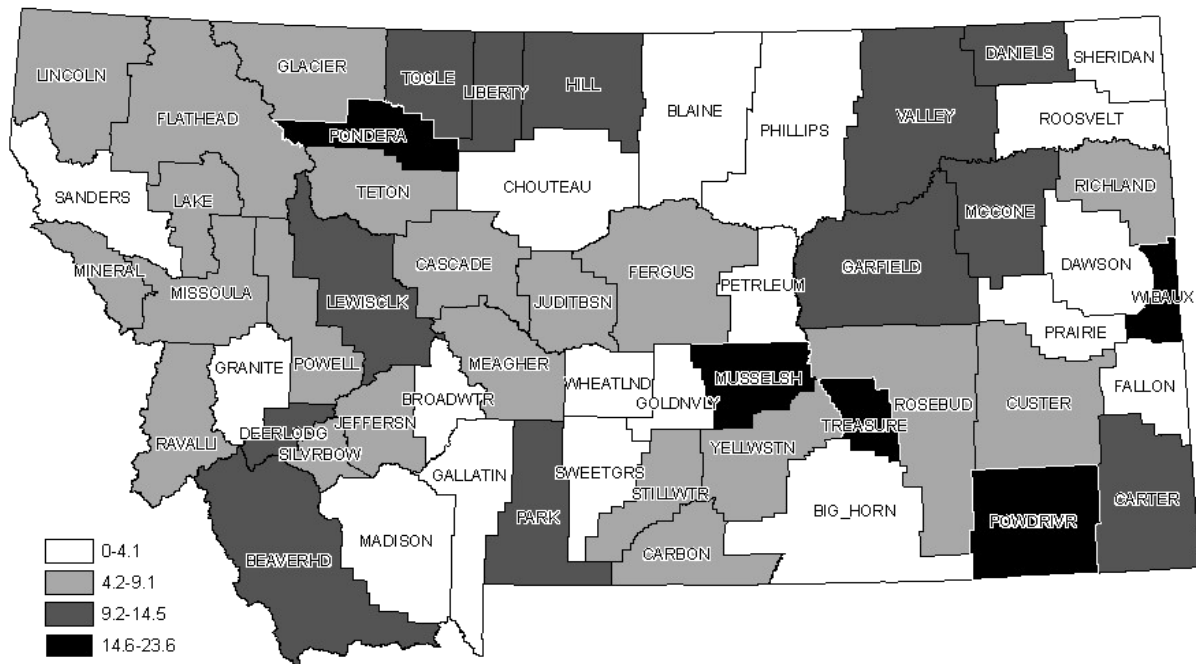 LINCOLN
GLACIER
TOOLE
LIBERTY
HILL
BLAINE
PHILLIPS
VALLEY
DANIELS
SHERIDAN
ROOSVELT
FLATHEAD
PONDERA
SANDERS
LAKE
TETON
CHOUTEAU
MCCONE
RICHLAND
MINERAL
MISSOULA
LEWISCLK
CASCADE
JUDITBSN
FERGUS
PETRLEUM
GARFIELD
DAWSON
WIBAUX
PRAIRIE
GRANITE
POWELL
MEAGHER
BROADWTR
WHEATLND
GOLDNVLY
MUSSELSH
TREASURE
ROSEBUD
CUSTER
FALLON
RAVALLI
DEERLODG
JEFFERSN
SILVRBOW
GALLATIN
SWEETGRS
STILLWTR
YELLWSTN
BIG_HORN
POWDRIVR
CARTER
BEAVERHD
MADISON
PARK
CARBON
0-4.1
4.2-9.1
9.2-14.5
14.6-23.6